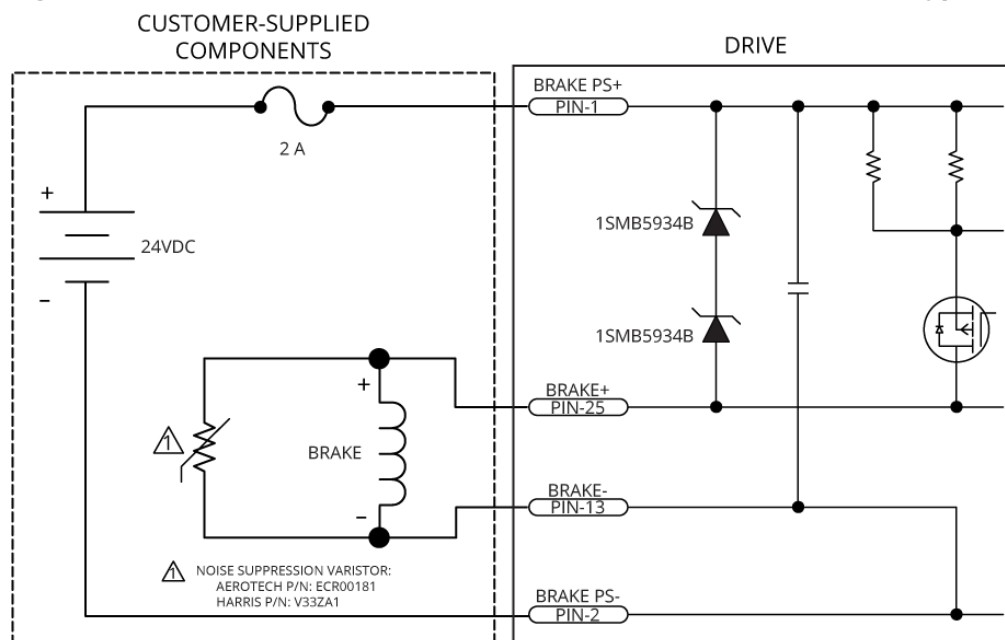 CUSTOMER-SUPPLIED
COMPONENTS
DRIVE
BRAKE PS+
PIN-1
2 A
+
24VDC
–
1SMB5934B
1SMB5934B
BRAKE+
PIN-25
+
1
BRAKE
–
BRAKE-
PIN-13
1 NOISE SUPPRESSION VARISTOR:
AEROTECH P/N: ECR00181
HARRIS P/N: V33ZA1
BRAKE PS-
PIN-2